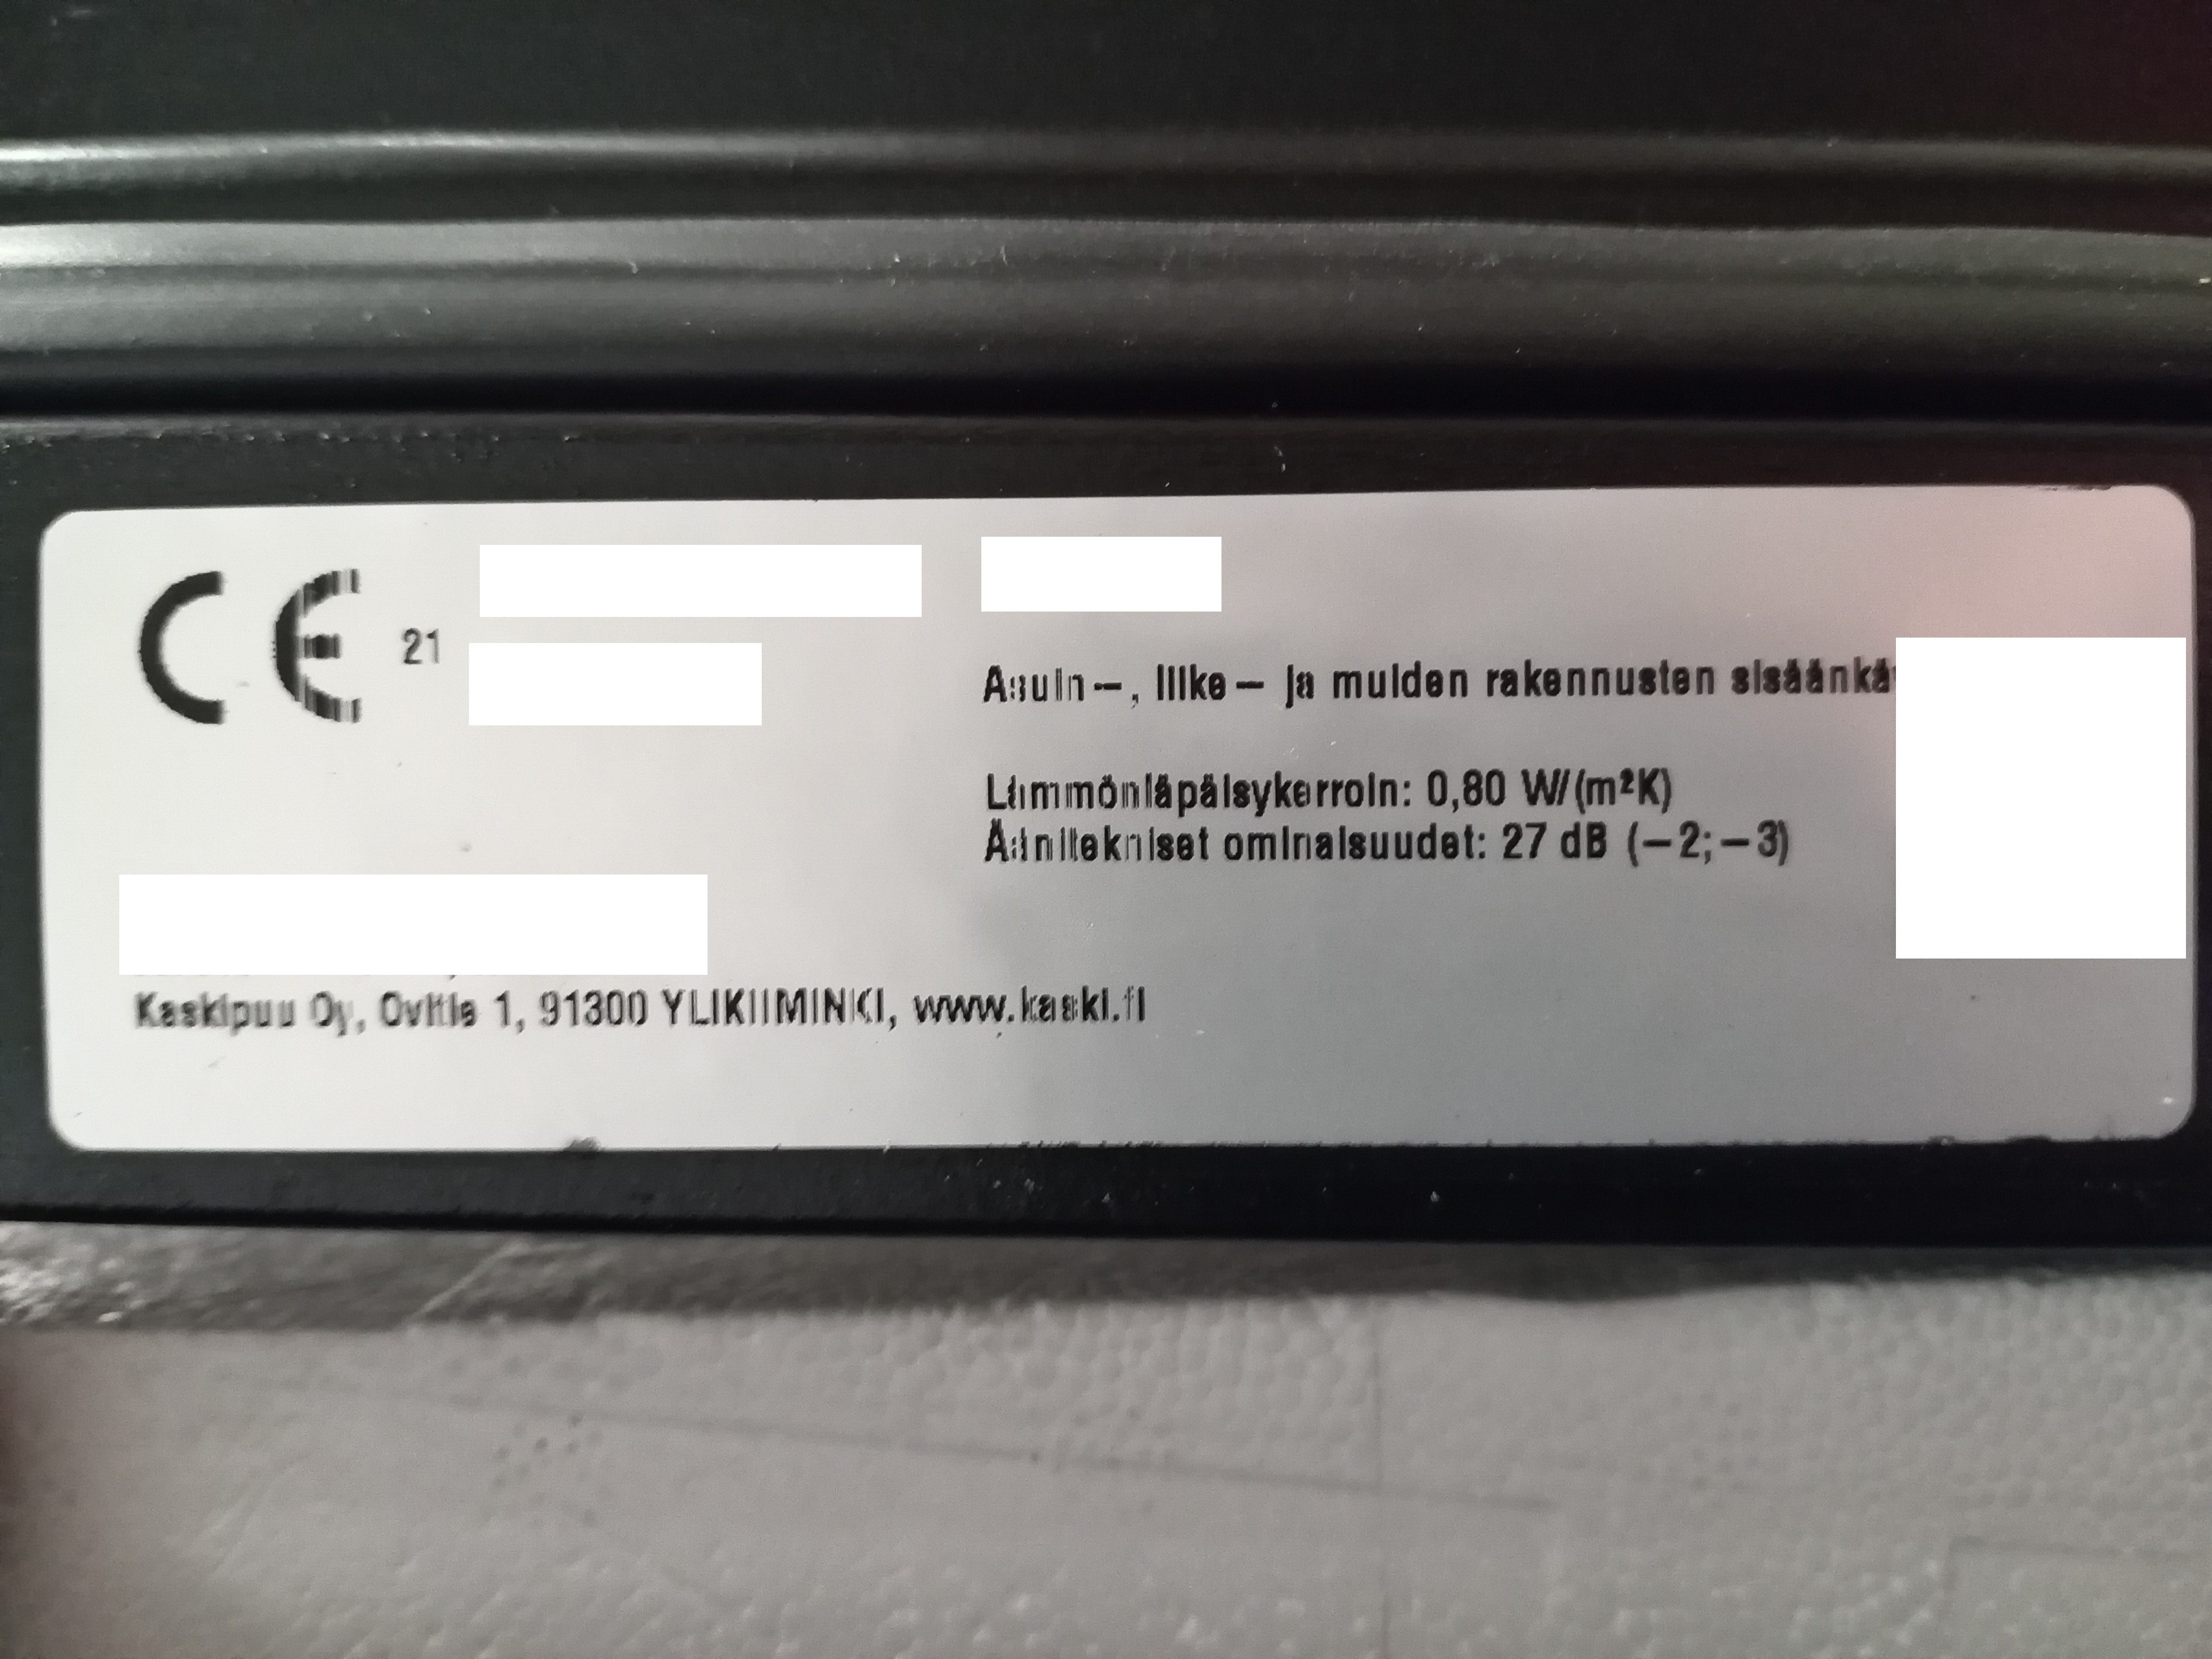 CE 21
Asuin-, liike- ja muiden rakennusten sisäänkä
Lämmönläpäisykerroin: 0,80 W/(m²K)
Äänitekniset ominaisuudet: 27 dB (-2;-3)
Kaskipuu Oy, Ovitie 1, 91300 YLIKIIMINKI, www.kaski.fi